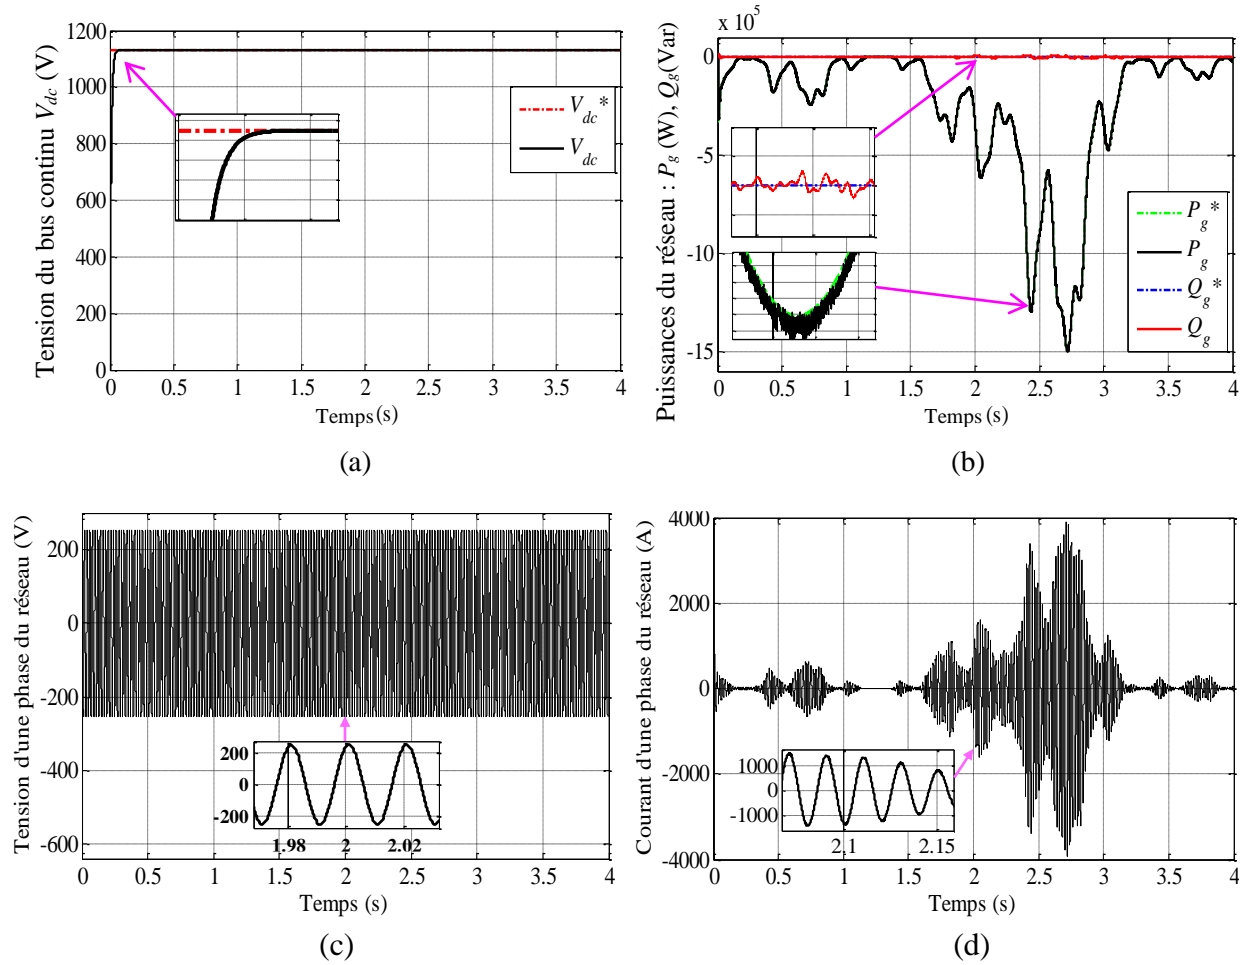 1200
1000
800
600
400
200
0
Tension du bus continu V_dc (V)
V_dc*
V_dc
0 0.5 1 1.5 2 2.5 3 3.5 4
Temps (s)
(a)
x 10^5
0
-5
-10
-15
Puissances du réseau : P_g (W), Q_g (Var)
P_g*
P_g
Q_g*
Q_g
0 0.5 1 1.5 2 2.5 3 3.5 4
Temps (s)
(b)
200
0
-200
-400
-600
Tension d'une phase du réseau (V)
200
0
-200
1.98 2 2.02
0 0.5 1 1.5 2 2.5 3 3.5 4
Temps (s)
(c)
4000
2000
0
-2000
-4000
Courant d'une phase du réseau (A)
1000
0
-1000
2.1 2.15
0 0.5 1 1.5 2 2.5 3 3.5 4
Temps (s)
(d)